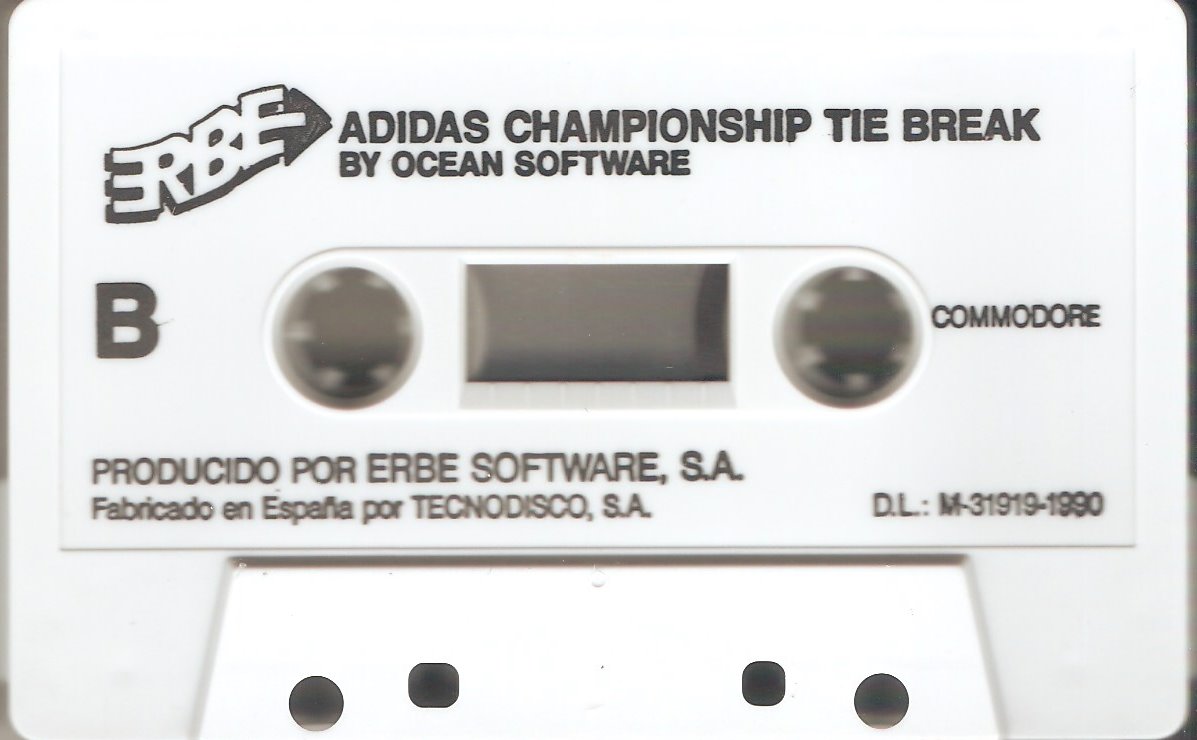 ERBE
ADIDAS CHAMPIONSHIP TIE BREAK
BY OCEAN SOFTWARE
B
COMMODORE
PRODUCIDO POR ERBE SOFTWARE, S.A.
Fabricado en España por TECNODISCO, S.A.
D.L.: M-31919-1990